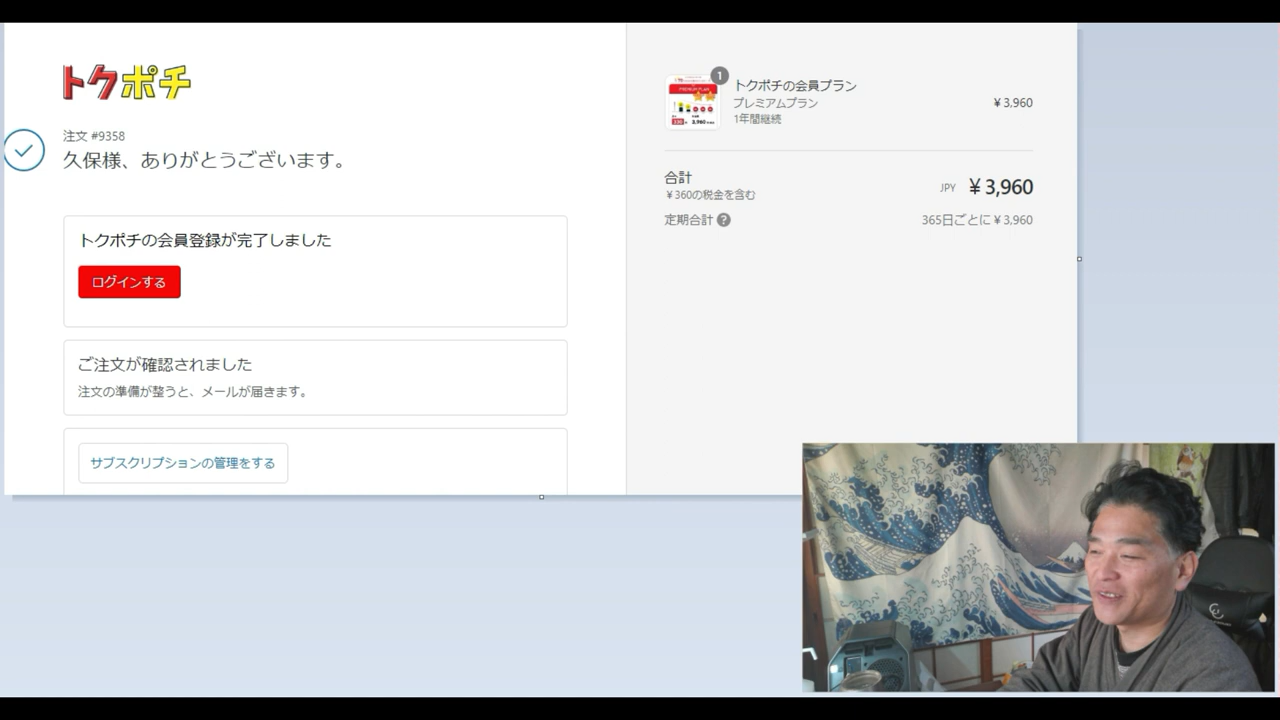 トクポチ
注文 #9358
久保様、ありがとうございます。
トクポチの会員登録が完了しました
ログインする
ご注文が確認されました
注文の準備が整うと、メールが届きます。
サブスクリプションの管理をする
1
PREMIUM PLAN
トクポチの会員プラン
プレミアムプラン
1年間継続
¥3,960
合計
¥360の税金を含む
JPY ¥3,960
定期合計 ?
365日ごとに¥3,960